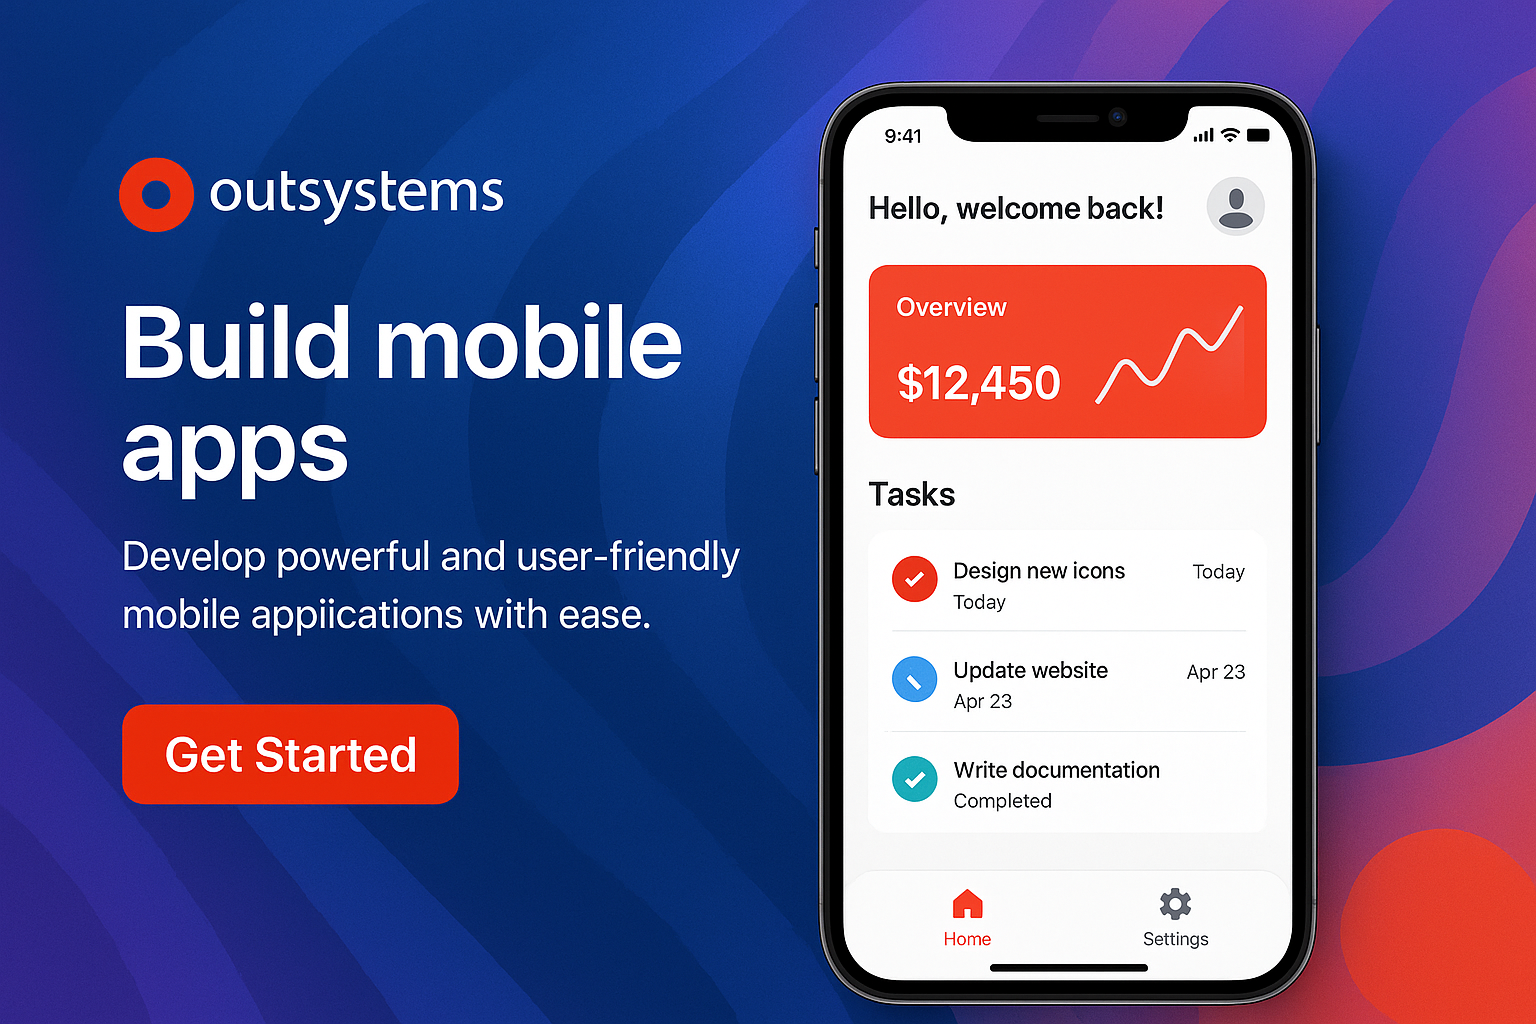 outsystems
Build mobile
apps
Develop powerful and user-friendly
mobile appiications with ease.
Get Started
9:41
Hello, welcome back!
Overview
$12,450
Tasks
Design new icons Today
Today
Update website Apr 23
Apr 23
Write documentation
Completed
Home Settings